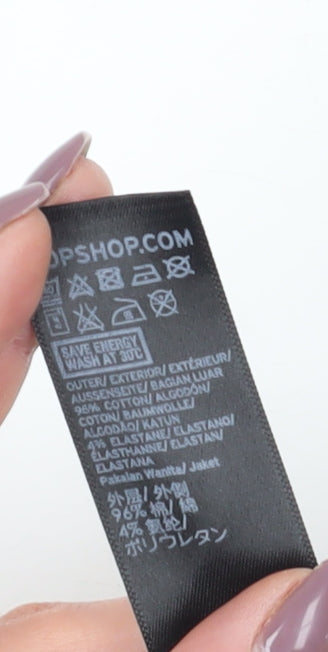 OPSHOP.COM
SAVE ENERGY
WASH AT 30C
OUTER/ EXTERIOR/ EXTÉRIEUR/
AUSSENSEITE/ BAGIAN LUAR
96% COTTON/ ALGODÓN/
COTON/ BAUMWOLLE/
ALGODÃO/ KATUN
4% ELASTANE/ ELASTANO/
ÉLASTHANNE/ ELASTAN/
ELASTANA
Pakaian Wanita/ Jaket
外层/ 外側
96% 棉/ 綿
4% 氨纶/
ポリウレタン